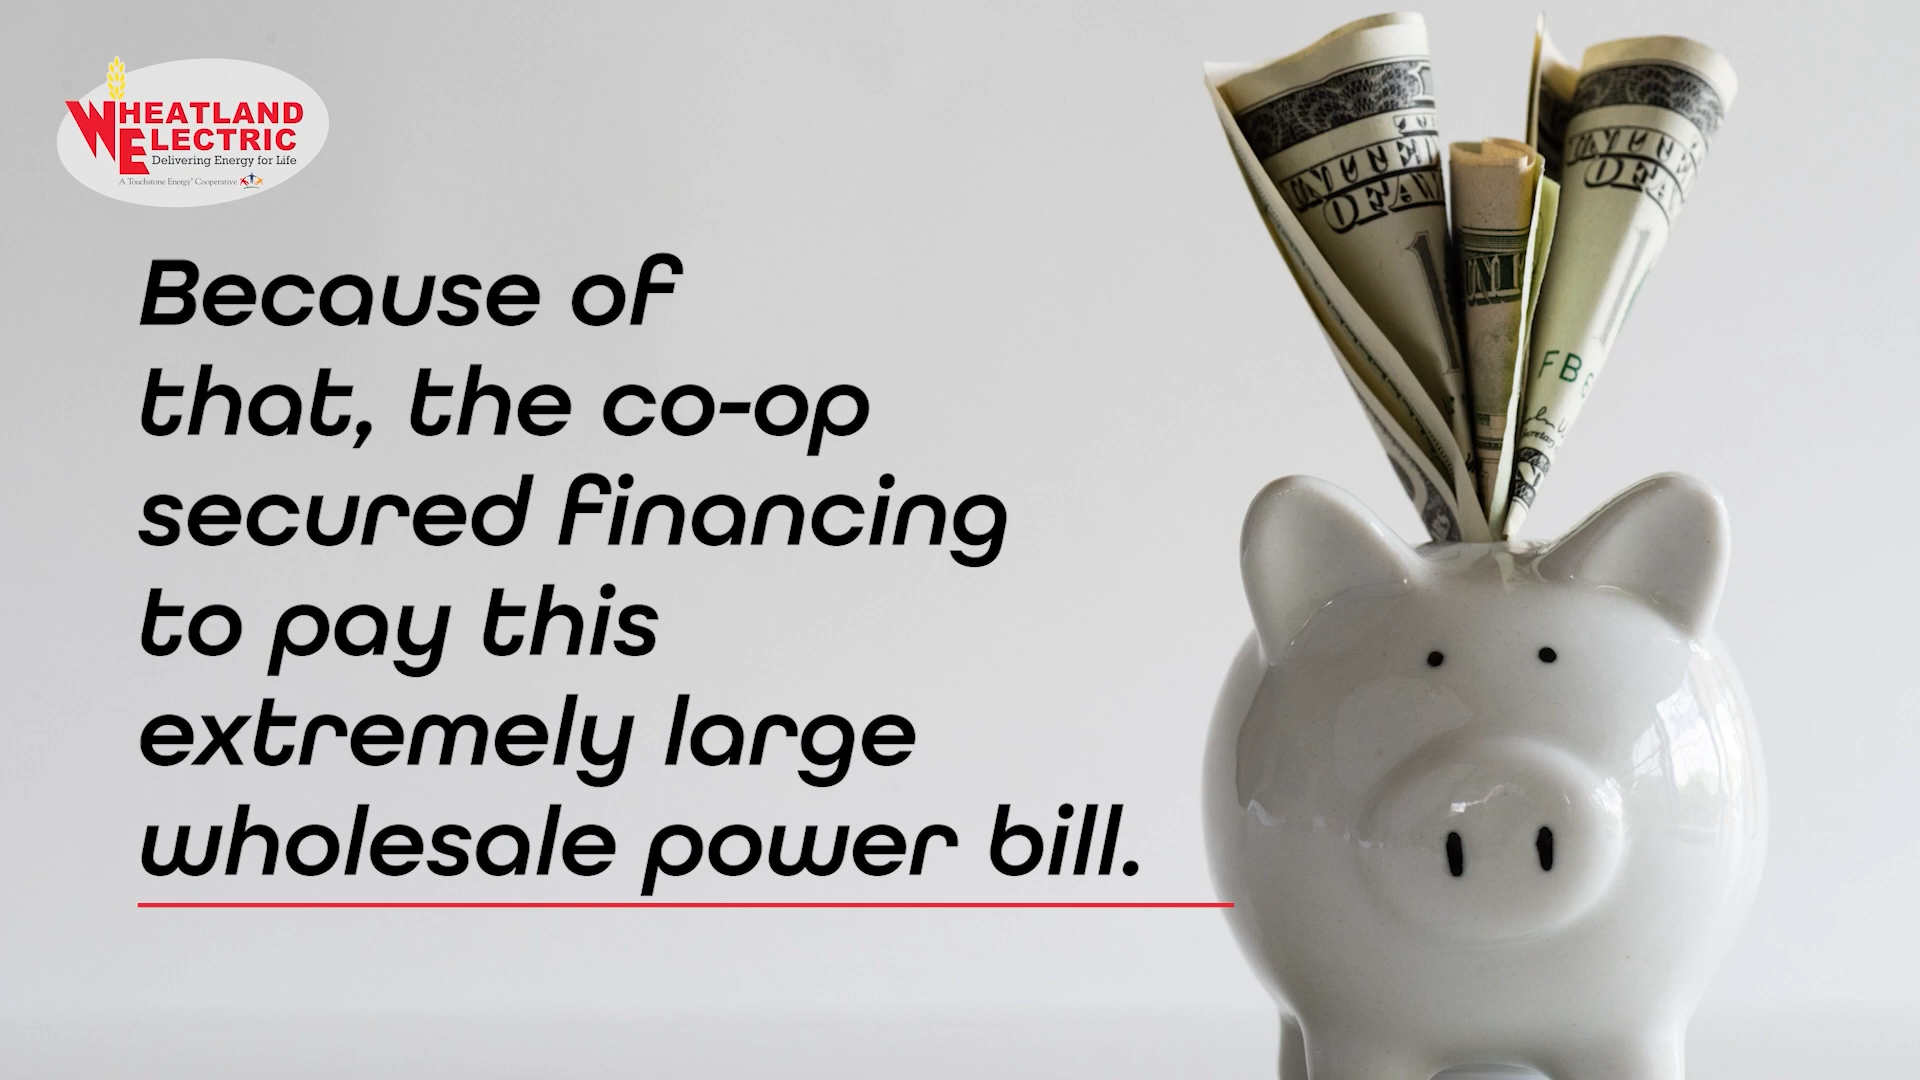 WHEATLAND
ELECTRIC
Delivering Energy for Life
A Touchstone Energy® Cooperative
Because of
that, the co-op
secured financing
to pay this
extremely large
wholesale power bill.
FB